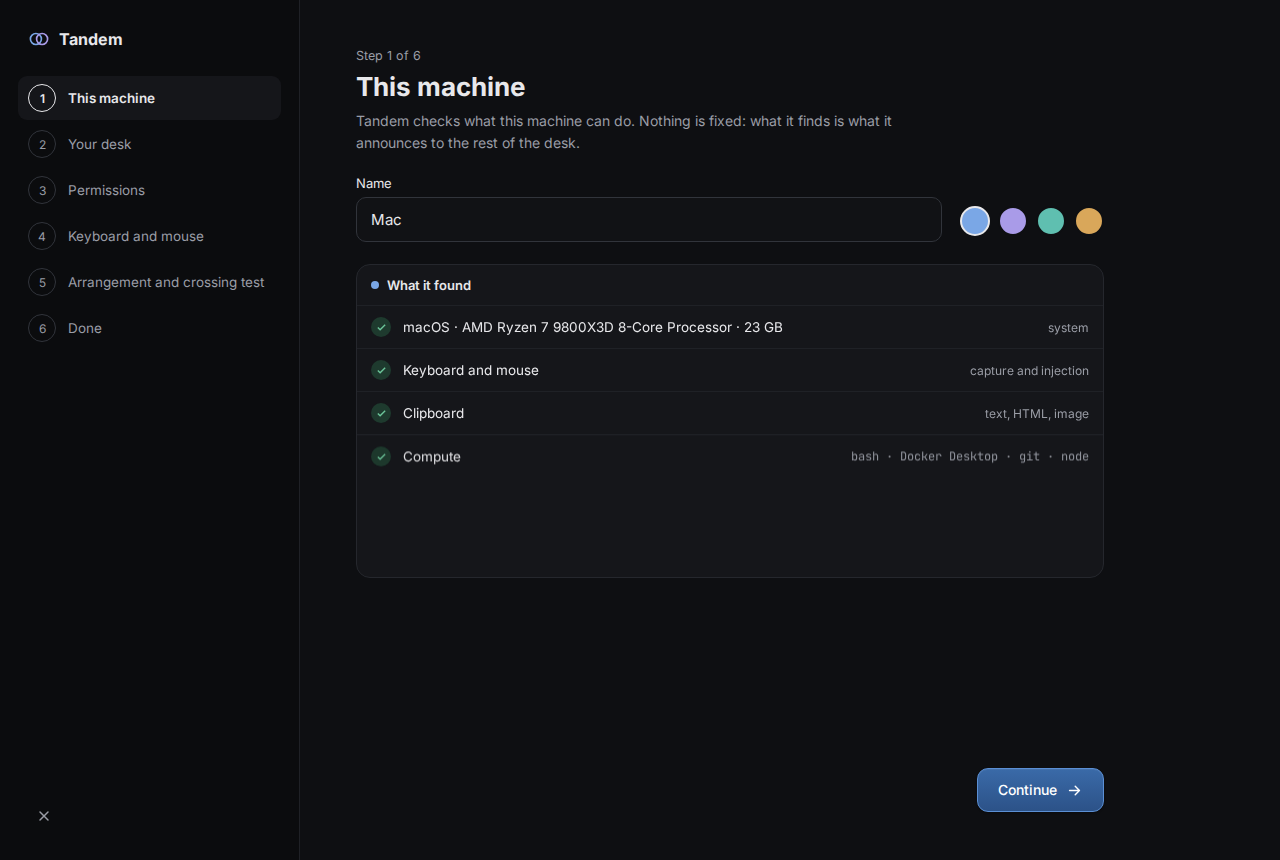 Tandem
1 This machine
2 Your desk
3 Permissions
4 Keyboard and mouse
5 Arrangement and crossing test
6 Done
Step 1 of 6
This machine
Tandem checks what this machine can do. Nothing is fixed: what it finds is what it
announces to the rest of the desk.
Name
Mac
What it found
macOS · AMD Ryzen 7 9800X3D 8-Core Processor · 23 GB system
Keyboard and mouse capture and injection
Clipboard text, HTML, image
Compute bash · Docker Desktop · git · node
Continue